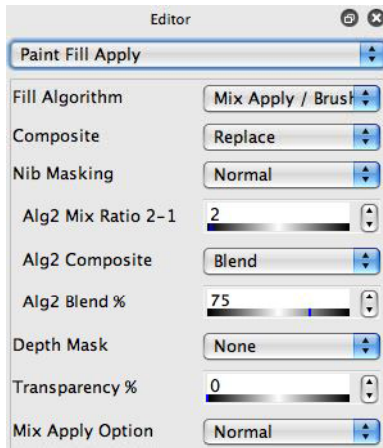 Editor
Paint Fill Apply
Fill Algorithm Mix Apply / Brush
Composite Replace
Nib Masking Normal
Alg2 Mix Ratio 2-1 2
Alg2 Composite Blend
Alg2 Blend % 75
Depth Mask None
Transparency % 0
Mix Apply Option Normal